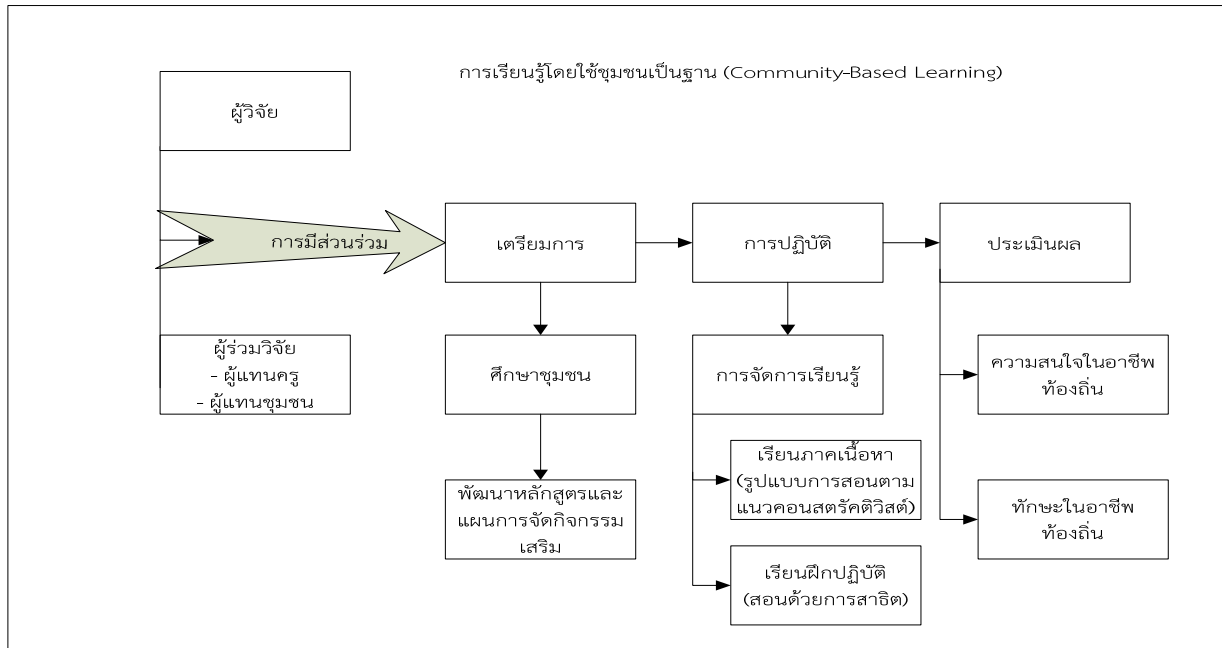 การเรียนรู้โดยใช้ชุมชนเป็นฐาน (Community-Based Learning)
ผู้วิจัย
การมีส่วนร่วม
เตรียมการ
การปฏิบัติ
ประเมินผล
ผู้ร่วมวิจัย
- ผู้แทนครู
- ผู้แทนชุมชน
ศึกษาชุมชน
การจัดการเรียนรู้
ความสนใจในอาชีพ
ท้องถิ่น
พัฒนาหลักสูตรและ
แผนการจัดกิจกรรม
เสริม
เรียนภาคเนื้อหา
(รูปแบบการสอนตาม
แนวคอนสตรัคติวิสต์)
ทักษะในอาชีพ
ท้องถิ่น
เรียนฝึกปฏิบัติ
(สอนด้วยการสาธิต)